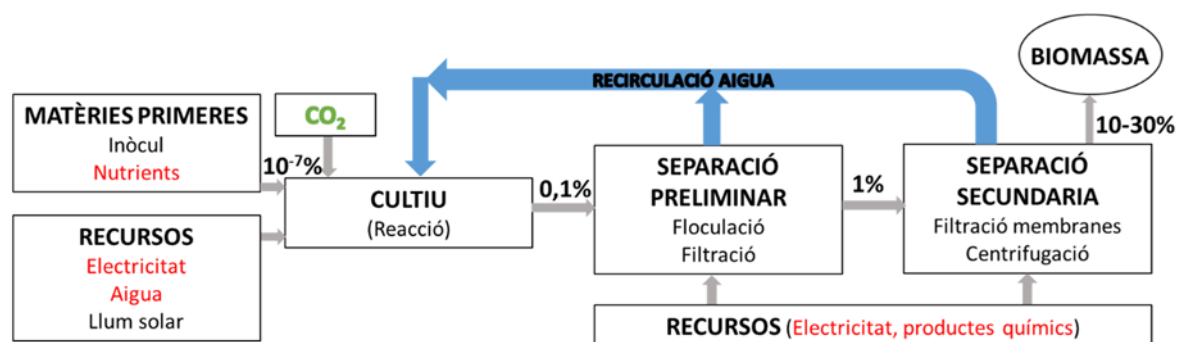 BIOMASSA
RECIRCULACIÓ AIGUA
MATÈRIES PRIMERES
Inòcul
Nutrients
CO₂
10⁻⁷%
10-30%
CULTIU
(Reacció)
0,1%
SEPARACIÓ
PRELIMINAR
Floculació
Filtració
1%
SEPARACIÓ
SECUNDARIA
Filtració membranes
Centrifugació
RECURSOS
Electricitat
Aigua
Llum solar
RECURSOS (Electricitat, productes químics)